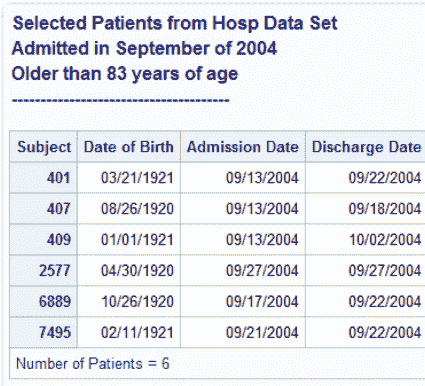 Selected Patients from Hosp Data Set
Admitted in September of 2004
Older than 83 years of age
--------------------------------------
Subject Date of Birth Admission Date Discharge Date
401 03/21/1921 09/13/2004 09/22/2004
407 08/26/1920 09/13/2004 09/18/2004
409 01/01/1921 09/13/2004 10/02/2004
2577 04/30/1920 09/27/2004 09/27/2004
6889 10/26/1920 09/17/2004 09/22/2004
7495 02/11/1921 09/21/2004 09/22/2004
Number of Patients = 6